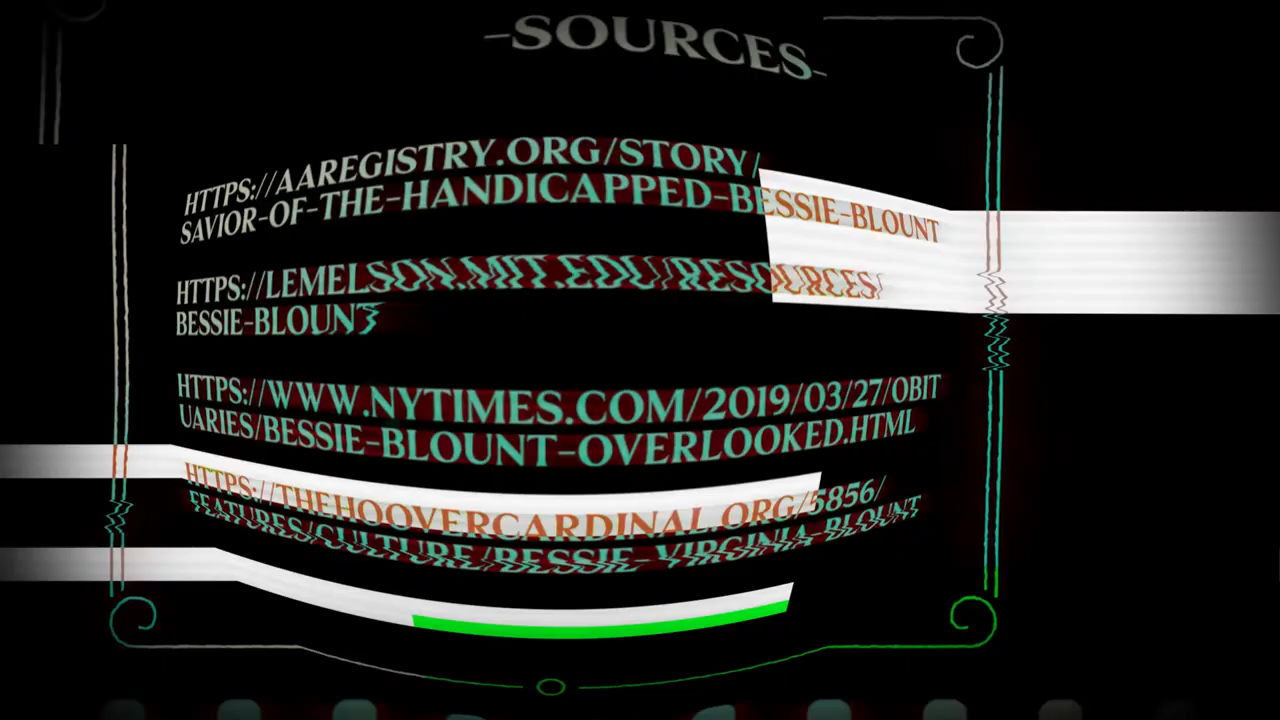 -SOURCES-
HTTPS://AAREGISTRY.ORG/STORY/
SAVIOR-OF-THE-HANDICAPPED-BESSIE-BLOUNT
HTTPS://LEMELSON.MIT.EDU/RESOURCES/
BESSIE-BLOUNT
HTTPS://WWW.NYTIMES.COM/2019/03/27/OBIT
UARIES/BESSIE-BLOUNT-OVERLOOKED.HTML
HTTPS://THEHOOVERCARDINAL.ORG/5856/
FEATURES/CULTURE/BESSIE-VIRGINIA-BLOUNT